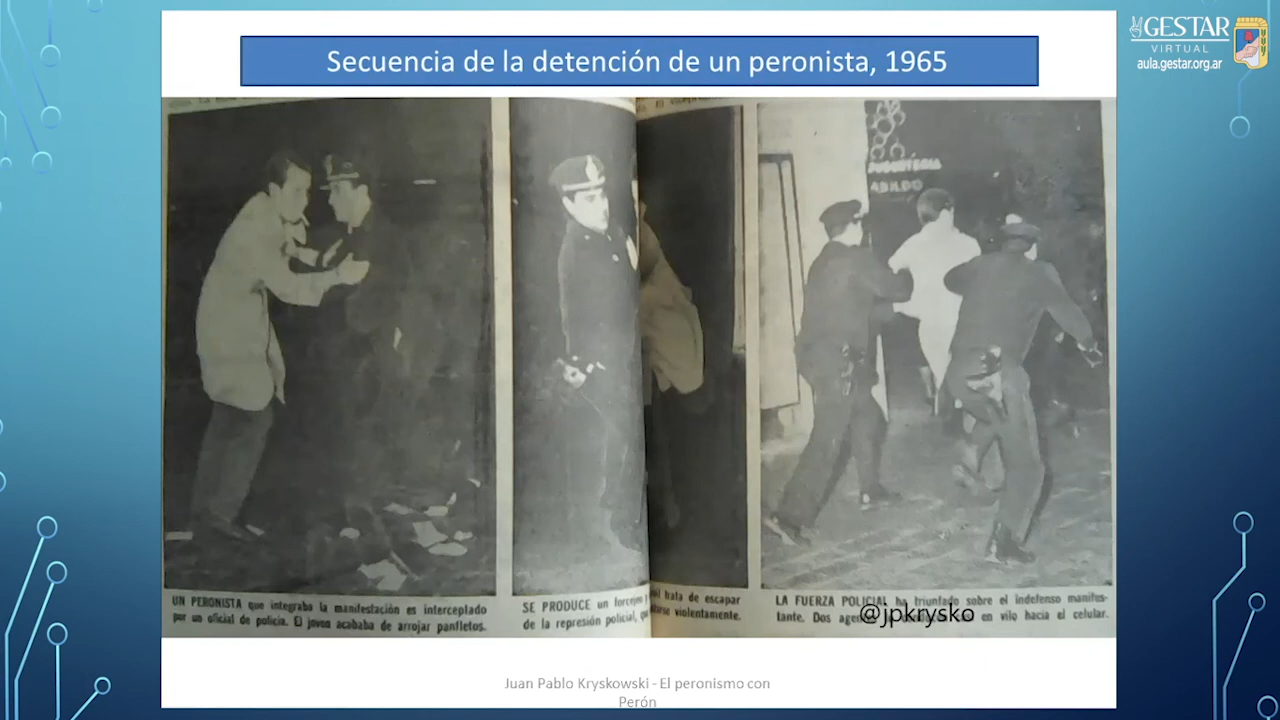 Secuencia de la detención de un peronista, 1965
GESTAR
VIRTUAL
aula.gestar.org.ar
ABILDO
UN PERONISTA que integraba la manifestación es interceptado
por un oficial de policía. El joven acababa de arrojar panfletos.
SE PRODUCE un forcejeo
de la represión policial,
trata de escapar
violentamente.
LA FUERZA POLICIAL ha triunfado sobre el indefenso manifes-
tante. Dos en vilo hacia el celular.
@jpkrysko
Juan Pablo Kryskowski - El peronismo con
Perón